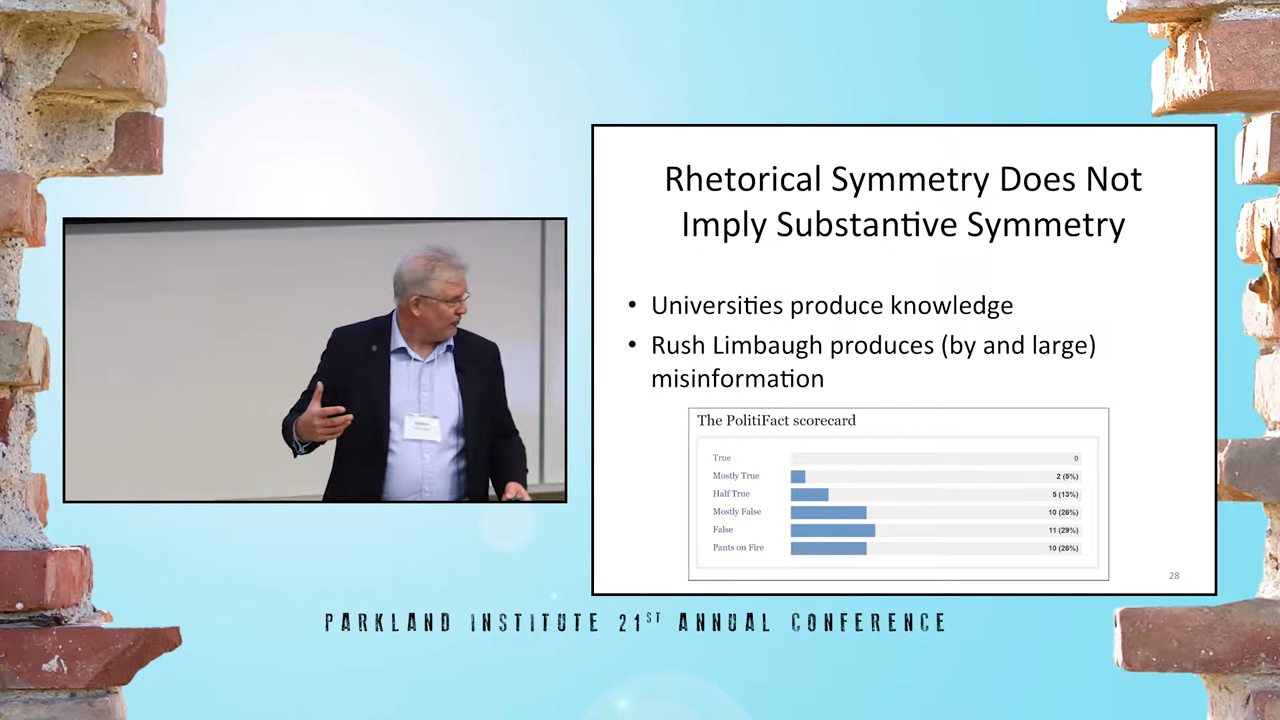 Rhetorical Symmetry Does Not
Imply Substantive Symmetry
• Universities produce knowledge
• Rush Limbaugh produces (by and large)
misinformation
The PolitiFact scorecard
True 0
Mostly True 2 (5%)
Half True 5 (13%)
Mostly False 10 (26%)
False 11 (29%)
Pants on Fire 10 (26%)
28
PARKLAND INSTITUTE 21ST ANNUAL CONFERENCE